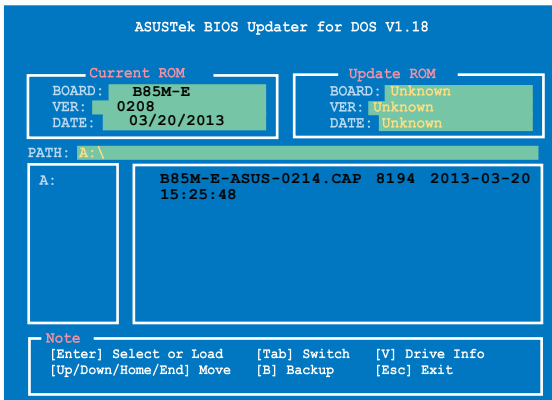 ASUSTek BIOS Updater for DOS V1.18
Current ROM
BOARD: B85M-E
VER: 0208
DATE: 03/20/2013
Update ROM
BOARD: Unknown
VER: Unknown
DATE: Unknown
PATH: A:\
A:
B85M-E-ASUS-0214.CAP 8194 2013-03-20
15:25:48
Note
[Enter] Select or Load [Tab] Switch [V] Drive Info
[Up/Down/Home/End] Move [B] Backup [Esc] Exit